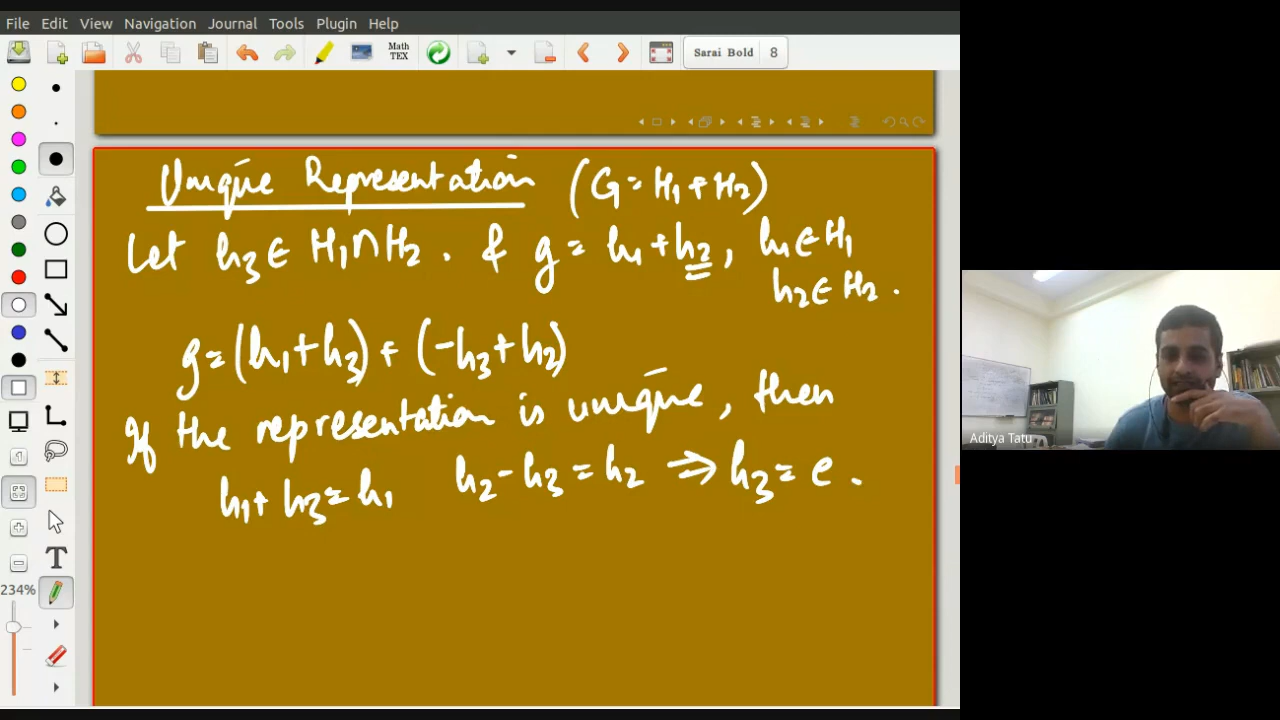 File Edit View Navigation Journal Tools Plugin Help
Math TEX
Sarai Bold 8
Unique Representation (G = H1 + H2)
Let h3 ∈ H1 ∩ H2 . & g = h1 + h2, h1 ∈ H1
h2 ∈ H2 .
g = (h1 + h3) + (-h3 + h2)
If the representation is unique, then
h1 + h3 = h1 h2 - h3 = h2 ⇒ h3 = e .
234%
Aditya Tatu